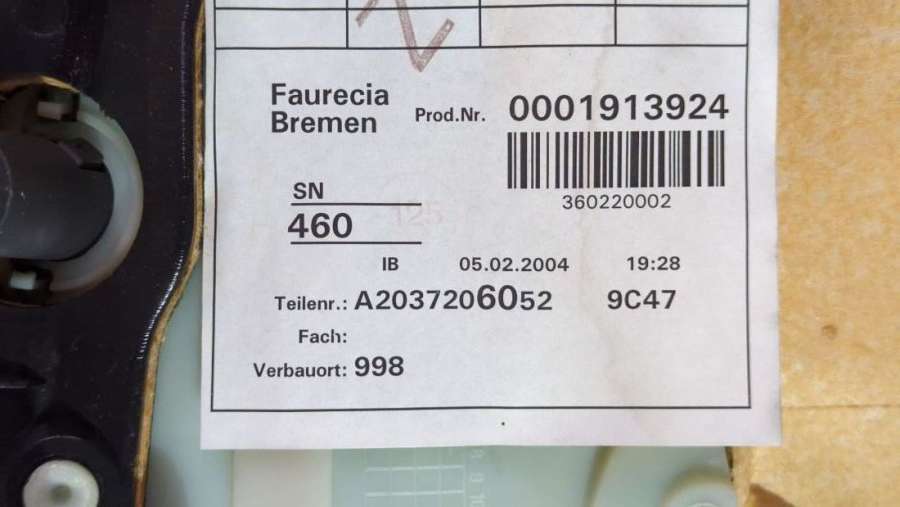 Faurecia
Bremen
Prod.Nr. 0001913924
360220002
SN
460
IB 05.02.2004 19:28
Teilenr.: A2037206052 9C47
Fach:
Verbauort: 998